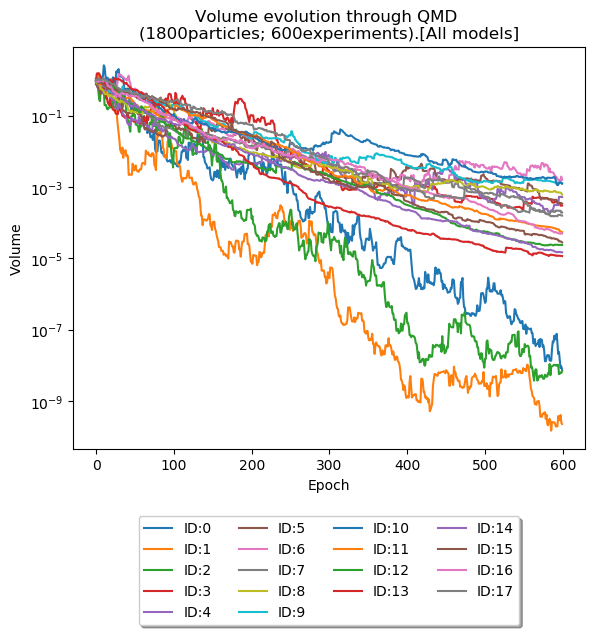 Volume evolution through QMD
(1800particles; 600experiments).[All models]
Volume
10⁻¹
10⁻³
10⁻⁵
10⁻⁷
10⁻⁹
0 100 200 300 400 500 600
Epoch
ID:0 ID:5 ID:10 ID:14
ID:1 ID:6 ID:11 ID:15
ID:2 ID:7 ID:12 ID:16
ID:3 ID:8 ID:13 ID:17
ID:4 ID:9